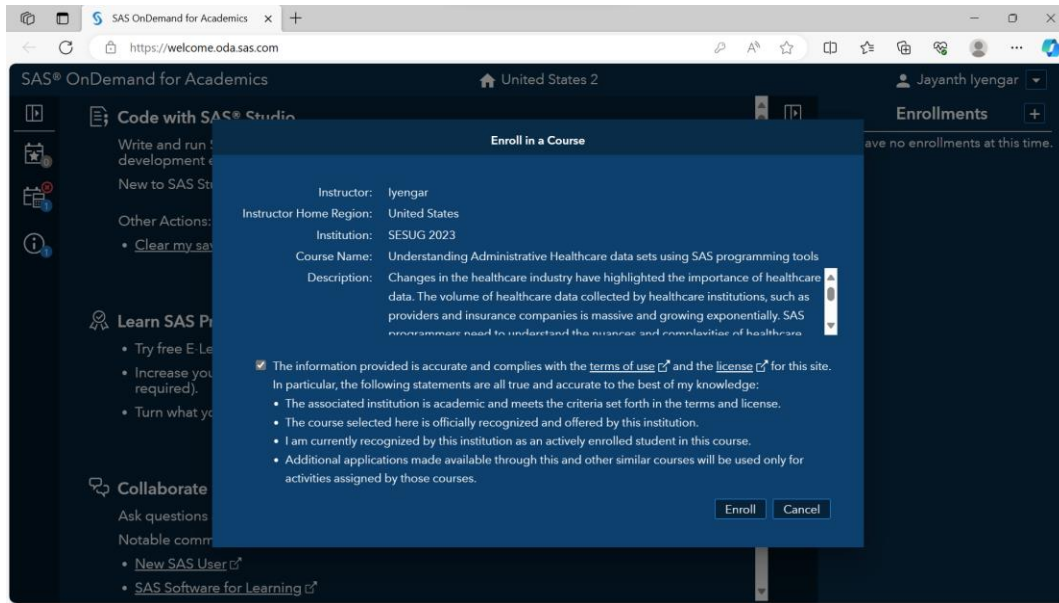 SAS OnDemand for Academics
https://welcome.oda.sas.com
SAS® OnDemand for Academics
United States 2
Jayanth Iyengar
Code with SAS® Studio
Write and run
development
New to SAS
Other Actions:
Clear my
Enrollments
no enrollments at this time.
Enroll in a Course
Instructor: Iyengar
Instructor Home Region: United States
Institution: SESUG 2023
Course Name: Understanding Administrative Healthcare data sets using SAS programming tools
Description: Changes in the healthcare industry have highlighted the importance of healthcare
data. The volume of healthcare data collected by healthcare institutions, such as
providers and insurance companies is massive and growing exponentially. SAS
programmers need to understand the nuances and complexities of healthcare
The information provided is accurate and complies with the terms of use and the license for this site.
In particular, the following statements are all true and accurate to the best of my knowledge:
• The associated institution is academic and meets the criteria set forth in the terms and license.
• The course selected here is officially recognized and offered by this institution.
• I am currently recognized by this institution as an actively enrolled student in this course.
• Additional applications made available through this and other similar courses will be used only for
activities assigned by those courses.
Enroll
Cancel
Learn SAS
• Try free
• Increase
required).
• Turn what
Collaborate
Ask questions
Notable
• New SAS User
• SAS Software for Learning